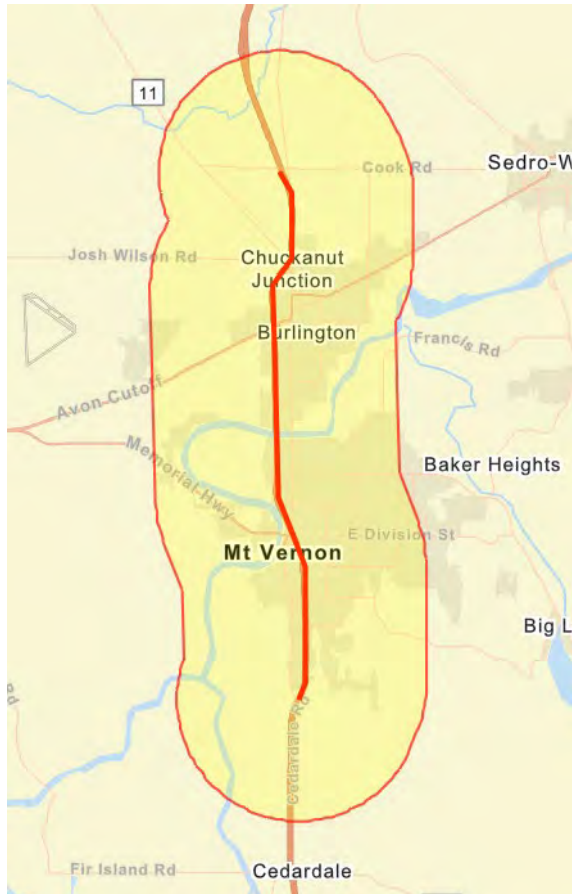 11
Cook Rd
Sedro-W
Josh Wilson Rd
Chuckanut
Junction
Burlington
Francis Rd
Avon Cutoff
Memorial Hwy
Baker Heights
E Division St
Mt Vernon
Big L
Rd
Cedardale Rd
Fir Island Rd
Cedardale